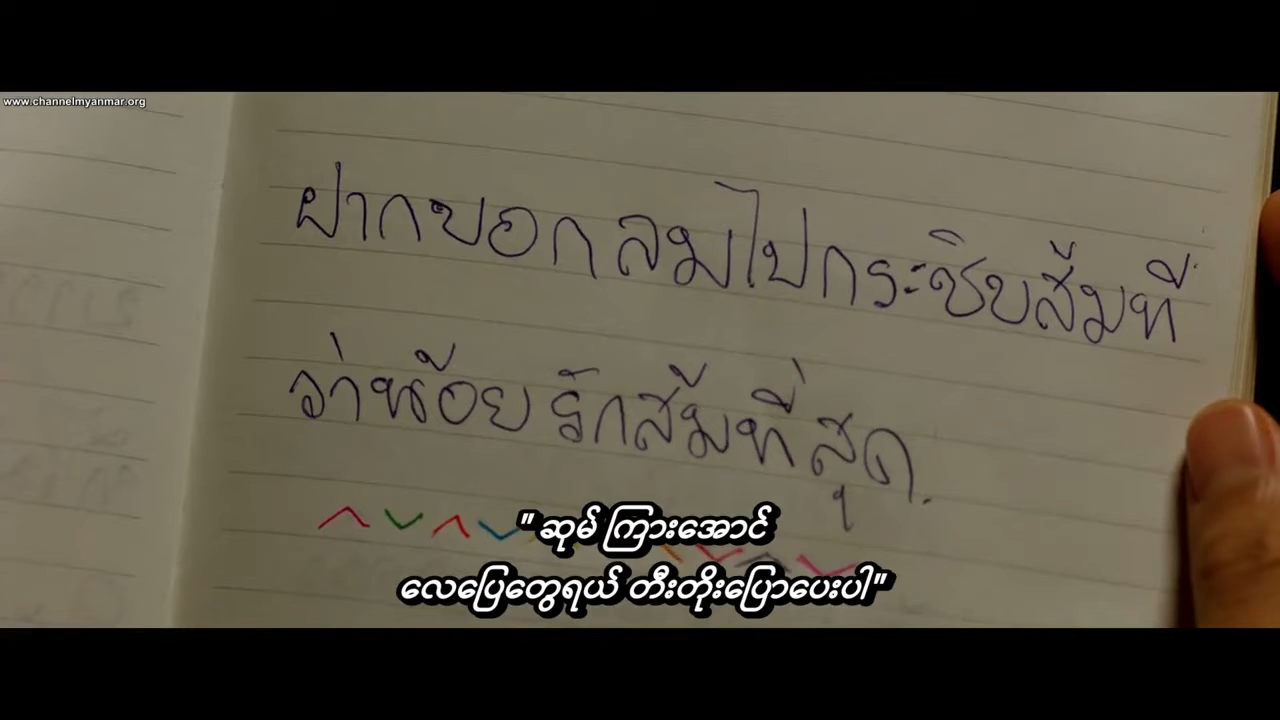 www.channelmyanmar.org
ฝากบอกลมไปกระซิบส้มที
ว่าน้อยรักส้มที่สุด.
" ဆုမ် ကြားအောင်
လေပြေတွေရယ် တီးတိုးပြောပေးပါ"